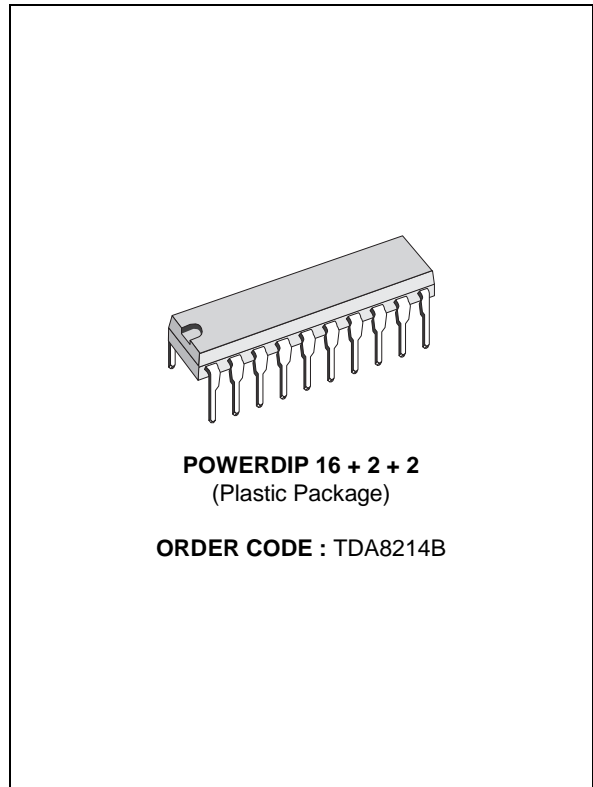 POWERDIP 16 + 2 + 2
(Plastic Package)
ORDER CODE : TDA8214B